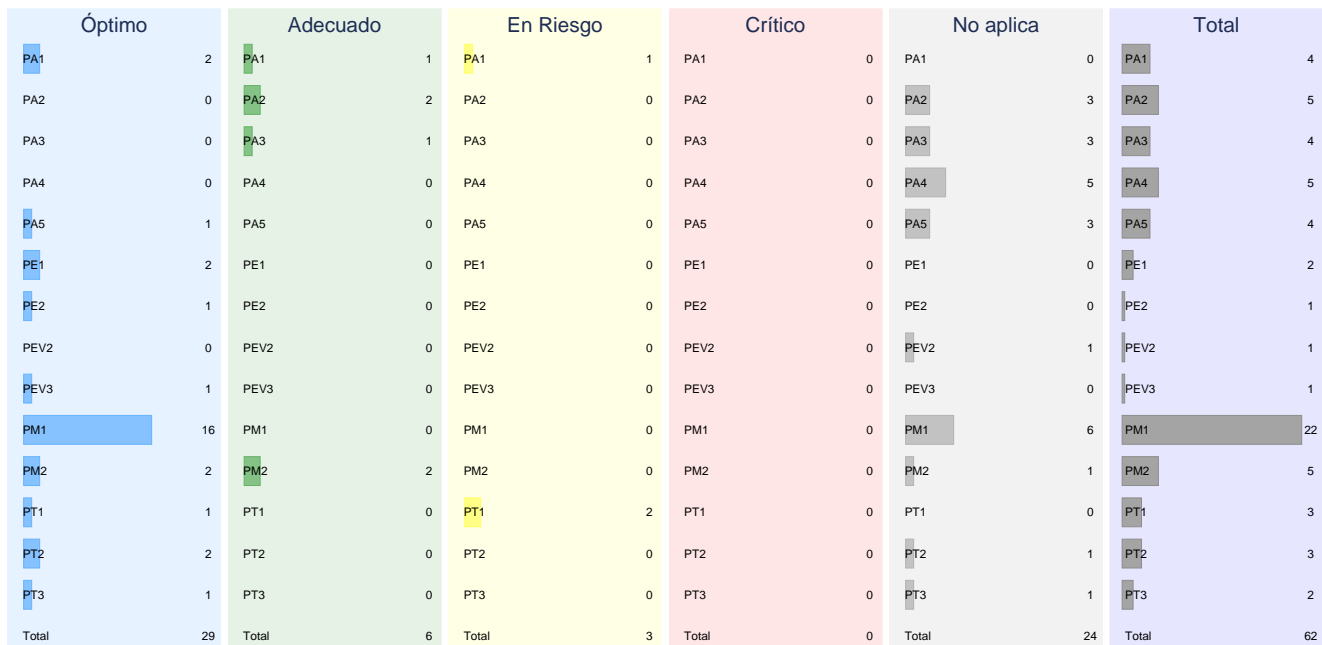 Óptimo Adecuado En Riesgo Crítico No aplica Total
PA1 2 PA1 1 PA1 1 PA1 0 PA1 0 PA1 4
PA2 0 PA2 2 PA2 0 PA2 0 PA2 3 PA2 5
PA3 0 PA3 1 PA3 0 PA3 0 PA3 3 PA3 4
PA4 0 PA4 0 PA4 0 PA4 0 PA4 5 PA4 5
PA5 1 PA5 0 PA5 0 PA5 0 PA5 3 PA5 4
PE1 2 PE1 0 PE1 0 PE1 0 PE1 0 PE1 2
PE2 1 PE2 0 PE2 0 PE2 0 PE2 0 PE2 1
PEV2 0 PEV2 0 PEV2 0 PEV2 0 PEV2 1 PEV2 1
PEV3 1 PEV3 0 PEV3 0 PEV3 0 PEV3 0 PEV3 1
PM1 16 PM1 0 PM1 0 PM1 0 PM1 6 PM1 22
PM2 2 PM2 2 PM2 0 PM2 0 PM2 1 PM2 5
PT1 1 PT1 0 PT1 2 PT1 0 PT1 0 PT1 3
PT2 2 PT2 0 PT2 0 PT2 0 PT2 1 PT2 3
PT3 1 PT3 0 PT3 0 PT3 0 PT3 1 PT3 2
Total 29 Total 6 Total 3 Total 0 Total 24 Total 62